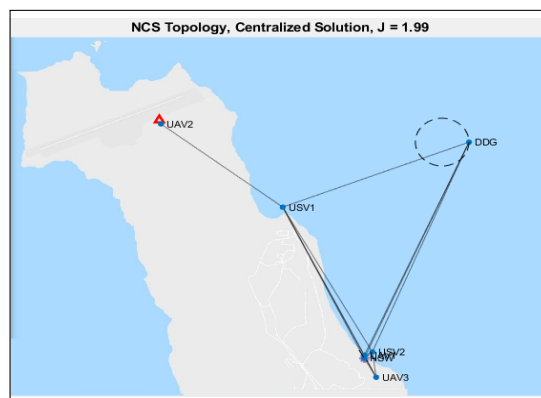 NCS Topology, Centralized Solution, J = 1.99
UAV2
DDG
USV1
USV2
UAV3